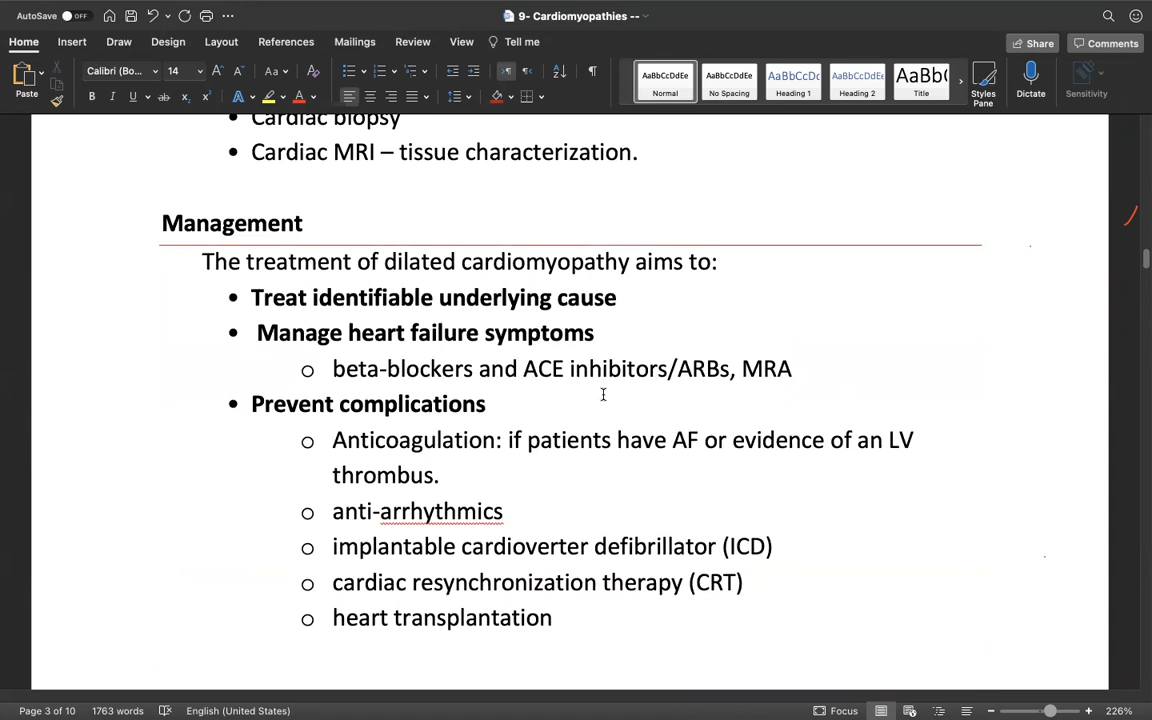 AutoSave OFF
9- Cardiomyopathies --
Home Insert Draw Design Layout References Mailings Review View Tell me
Share Comments
Paste
Calibri (Bo... 14
Aa
AaBbCcDdEe AaBbCcDdEe AaBbCcDc AaBbCcDdEe AaBb(
Normal No Spacing Heading 1 Heading 2 Title
Styles Pane
Dictate
Sensitivity
• Cardiac biopsy
• Cardiac MRI – tissue characterization.
Management
The treatment of dilated cardiomyopathy aims to:
• Treat identifiable underlying cause
• Manage heart failure symptoms
o beta-blockers and ACE inhibitors/ARBs, MRA
• Prevent complications
o Anticoagulation: if patients have AF or evidence of an LV
thrombus.
o anti-arrhythmics
o implantable cardioverter defibrillator (ICD)
o cardiac resynchronization therapy (CRT)
o heart transplantation
Page 3 of 10 1763 words English (United States) Focus 226%